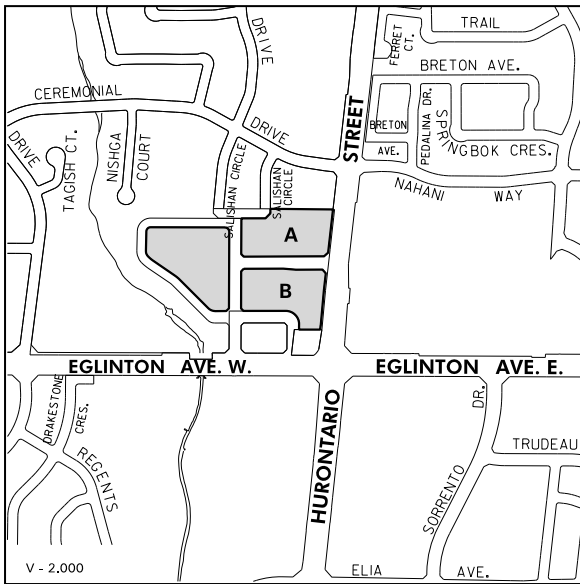 TRAIL
FERRET
CT.
DRIVE
BRETON AVE.
CEREMONIAL
DRIVE
STREET
BRETON
AVE.
PEDALINA DR.
SPRINGBOK CRES.
DRIVE
TAGISH CT.
NISHGA
COURT
SALISHAN CIRCLE
SALISHAN
CIRCLE
NAHANI WAY
A
B
EGLINTON AVE. W.
EGLINTON AVE. E.
DRAKESTONE
CRES.
REGENTS
HURONTARIO
SORRENTO
DR.
TRUDEAU
ELIA AVE.
V - 2.000